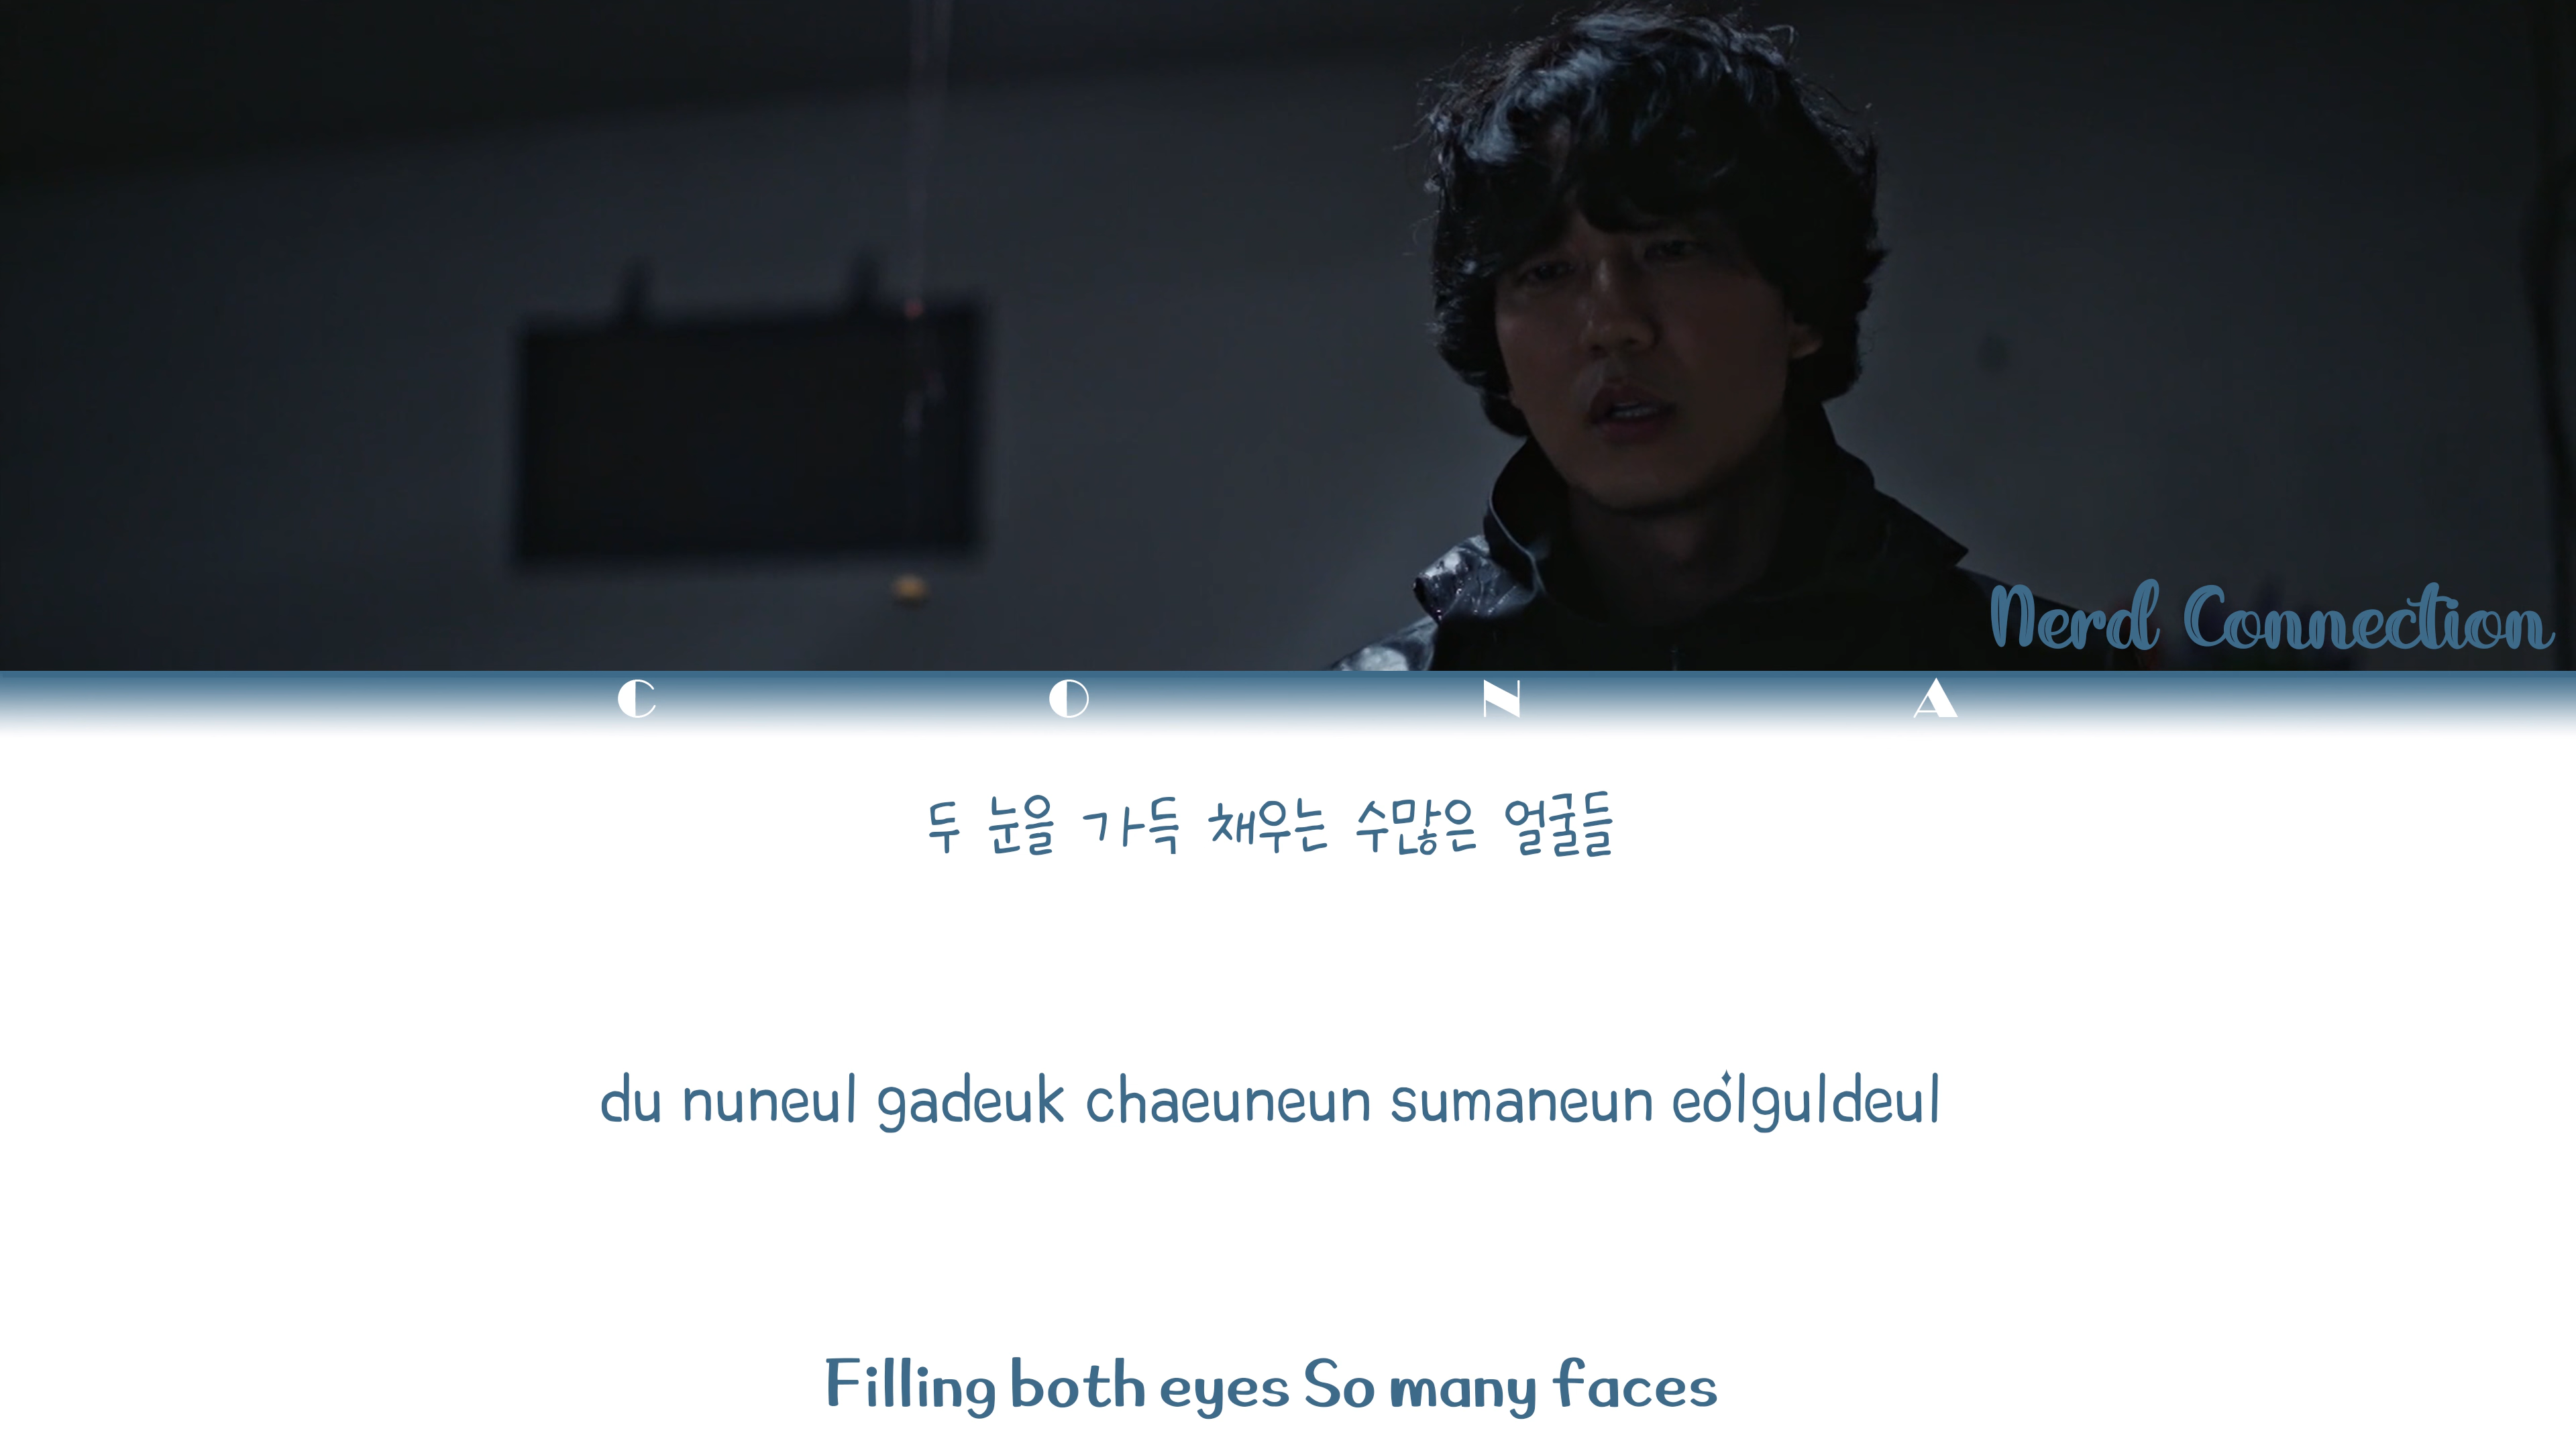 Nerd Connection
C O N A
두 눈을 가득 채우는 수많은 얼굴들
du nuneul gadeuk chaeuneun sumaneun eolguldeul
Filling both eyes So many faces